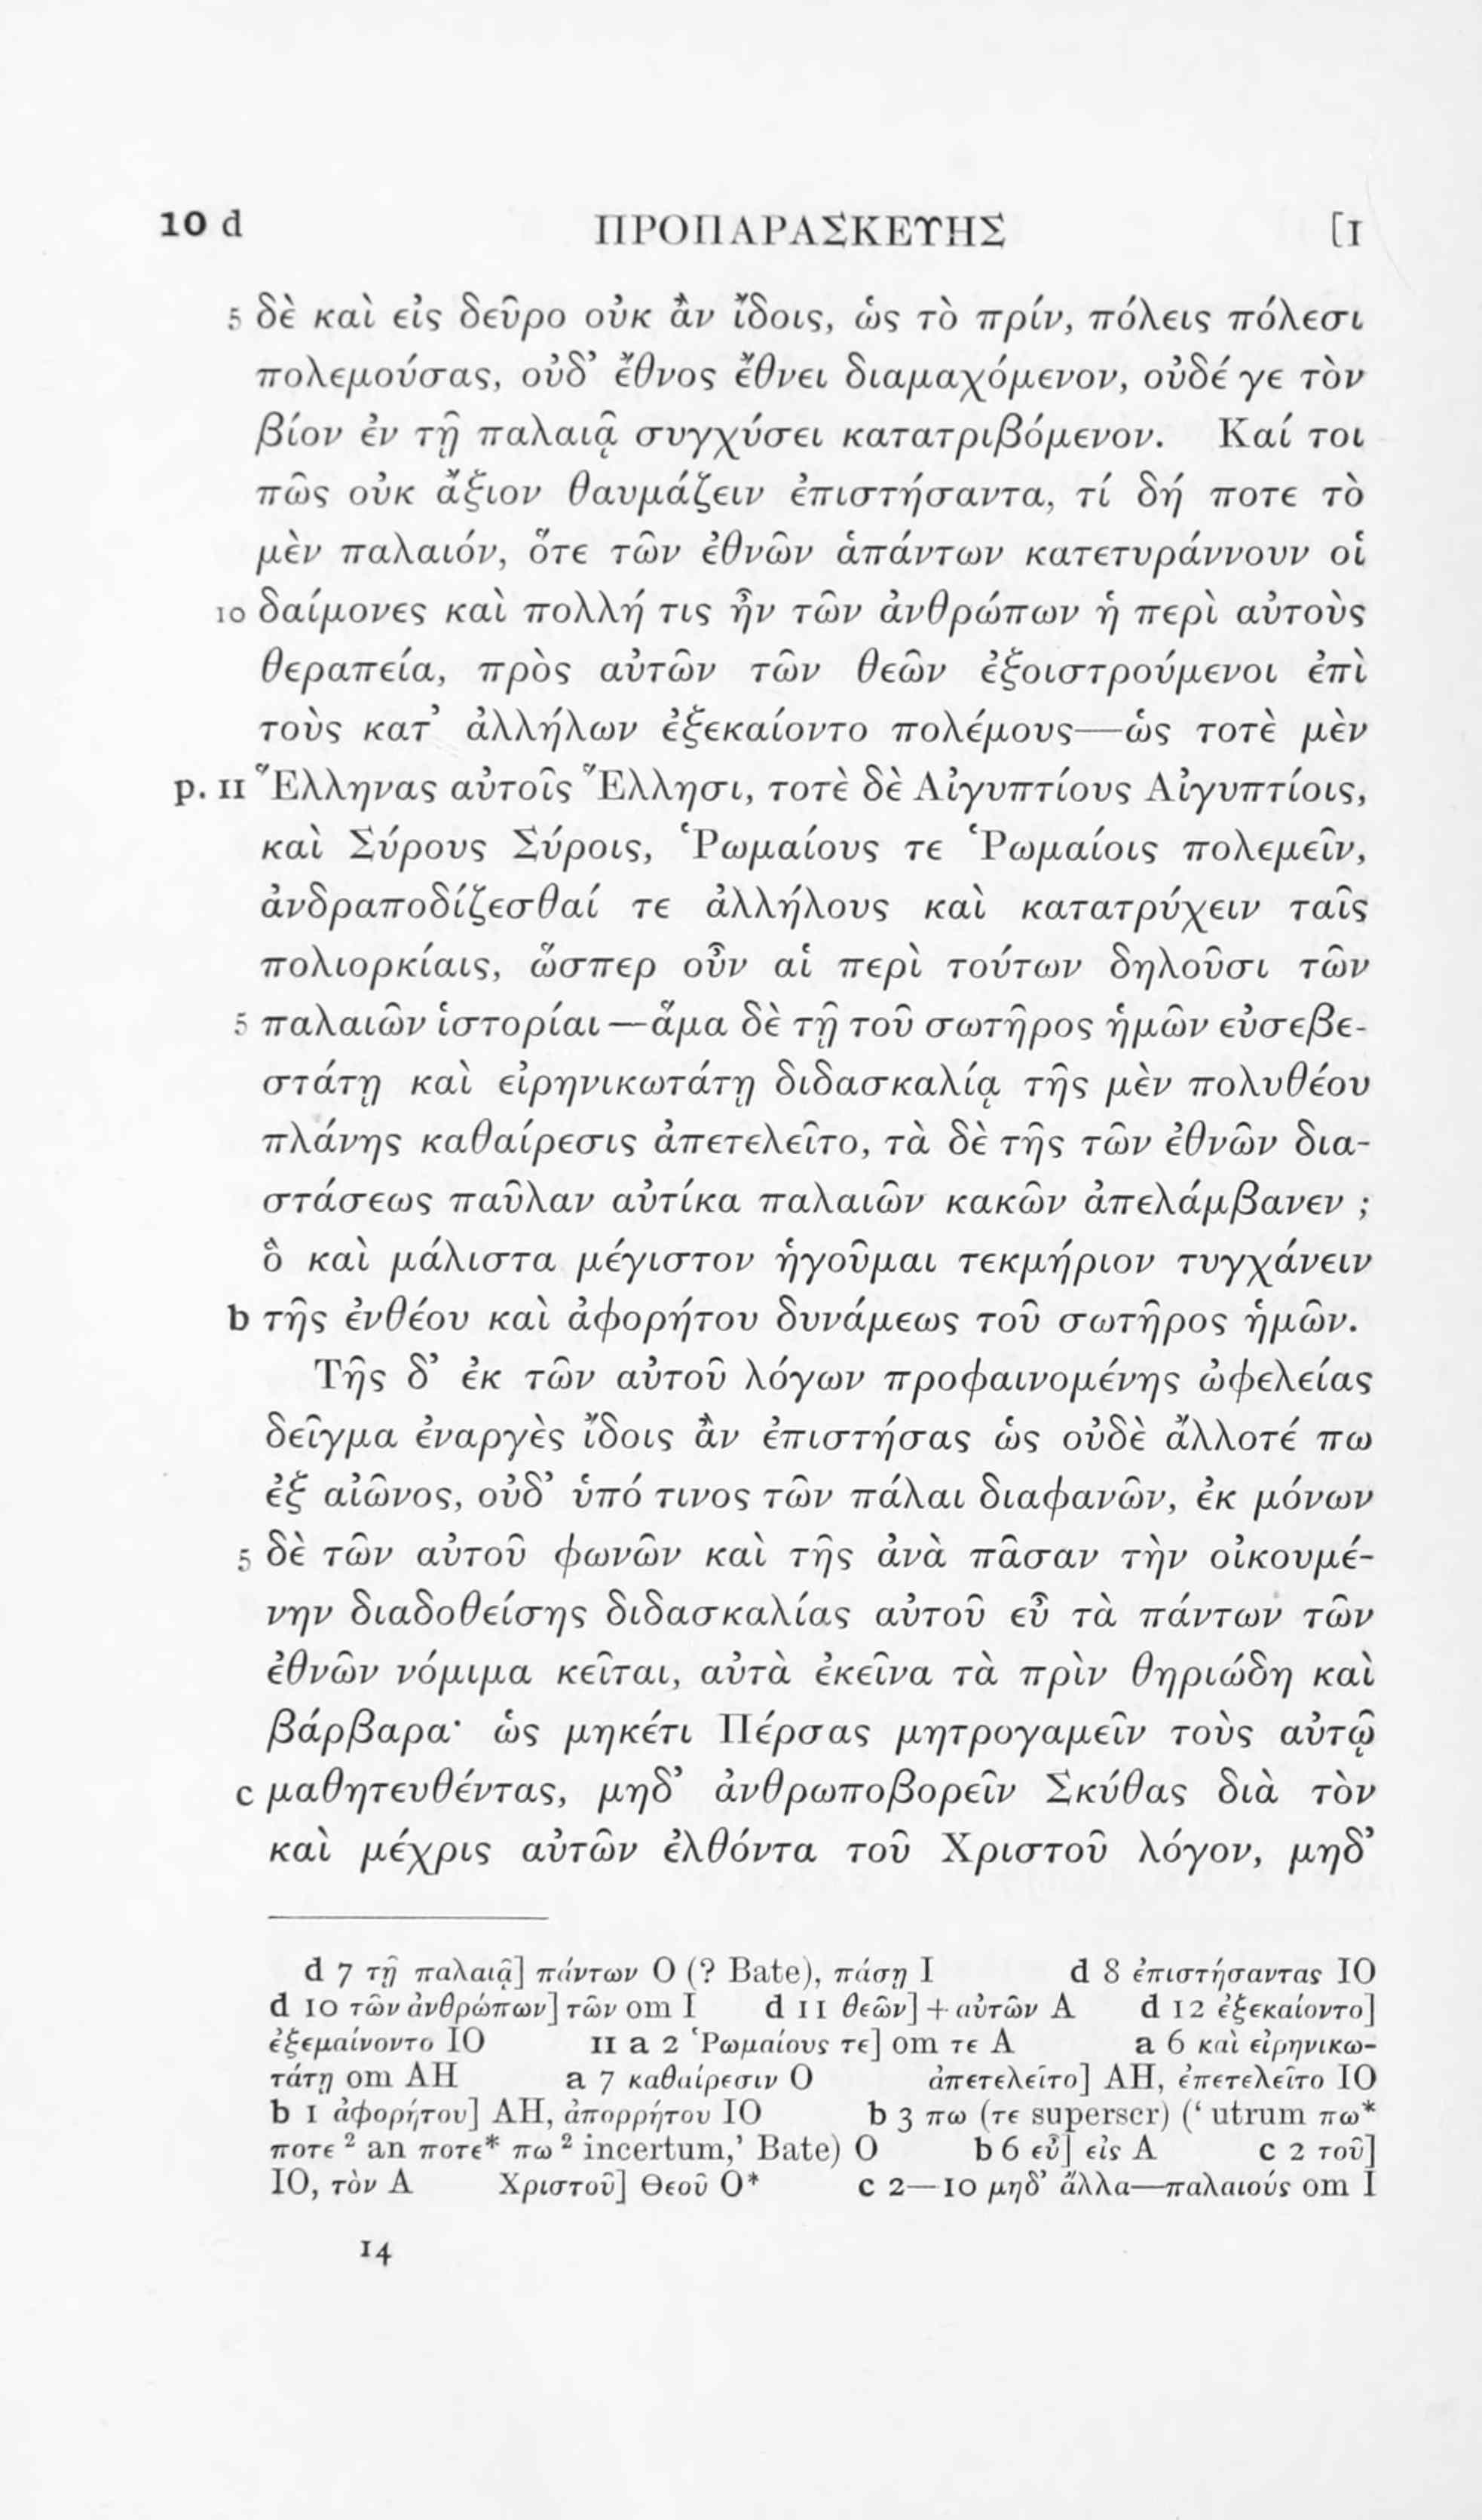 10 d ΠΡΟΠΑΡΑΣΚΕΥΗΣ [1
5 δὲ καὶ εἰς δεῦρο οὐκ ἂν ἴδοις, ὡς τὸ πρίν, πόλεις πόλεσι
πολεμούσας, οὐδ’ ἔθνος ἔθνει διαμαχόμενον, οὐδέ γε τὸν
βίον ἐν τῇ παλαιᾷ συγχύσει κατατριβόμενον. Καί τοι
πῶς οὐκ ἄξιον θαυμάζειν ἐπιστήσαντα, τί δή ποτε τὸ
μὲν παλαιόν, ὅτε τῶν ἐθνῶν ἁπάντων κατετυράννουν οἱ
10 δαίμονες καὶ πολλή τις ἦν τῶν ἀνθρώπων ἡ περὶ αὐτοὺς
θεραπεία, πρὸς αὐτῶν τῶν θεῶν ἐξοιστρούμενοι ἐπὶ
τοὺς κατ’ ἀλλήλων ἐξεκαίοντο πολέμους—ὡς τοτὲ μὲν
p. 11 Ἕλληνας αὐτοῖς Ἕλλησι, τοτὲ δὲ Αἰγυπτίους Αἰγυπτίοις,
καὶ Σύρους Σύροις, Ῥωμαίους τε Ῥωμαίοις πολεμεῖν,
ἀνδραποδίζεσθαί τε ἀλλήλους καὶ κατατρύχειν ταῖς
πολιορκίαις, ὥσπερ οὖν αἱ περὶ τούτων δηλοῦσι τῶν
5 παλαιῶν ἱστορίαι—ἅμα δὲ τῇ τοῦ σωτῆρος ἡμῶν εὐσεβε-
στάτῃ καὶ εἰρηνικωτάτῃ διδασκαλίᾳ τῆς μὲν πολυθέου
πλάνης καθαίρεσις ἀπετελεῖτο, τὰ δὲ τῆς τῶν ἐθνῶν δια-
στάσεως παῦλαν αὐτίκα παλαιῶν κακῶν ἀπελάμβανεν ;
ὃ καὶ μάλιστα μέγιστον ἡγοῦμαι τεκμήριον τυγχάνειν
b τῆς ἐνθέου καὶ ἀφορήτου δυνάμεως τοῦ σωτῆρος ἡμῶν.
Τῆς δ’ ἐκ τῶν αὐτοῦ λόγων προφαινομένης ὠφελείας
δεῖγμα ἐναργὲς ἴδοις ἂν ἐπιστήσας ὡς οὐδὲ ἄλλοτέ πω
ἐξ αἰῶνος, οὐδ’ ὑπό τινος τῶν πάλαι διαφανῶν, ἐκ μόνων
5 δὲ τῶν αὐτοῦ φωνῶν καὶ τῆς ἀνὰ πᾶσαν τὴν οἰκουμέ-
νην διαδοθείσης διδασκαλίας αὐτοῦ εὖ τὰ πάντων τῶν
ἐθνῶν νόμιμα κεῖται, αὐτὰ ἐκεῖνα τὰ πρὶν θηριώδη καὶ
βάρβαρα· ὡς μηκέτι Πέρσας μητρογαμεῖν τοὺς αὐτῷ
c μαθητευθέντας, μηδ’ ἀνθρωποβορεῖν Σκύθας διὰ τὸν
καὶ μέχρις αὐτῶν ἐλθόντα τοῦ Χριστοῦ λόγον, μηδ’
d 7 τῇ παλαιᾷ] πάντων O (? Bate), πάσῃ I d 8 ἐπιστήσαντας IO
d 10 τῶν ἀνθρώπων] τῶν om I d 11 θεῶν] + αὐτῶν A d 12 ἐξεκαίοντο]
ἐξεμαίνοντο IO 11 a 2 Ῥωμαίους τε] om τε A a 6 καὶ εἰρηνικω-
τάτῃ om AH a 7 καθαίρεσιν O ἀπετελεῖτο] AH, ἐπετελεῖτο IO
b 1 ἀφορήτου] AH, ἀπορρήτου IO b 3 πω (τε superscr) (‘ utrum πω*
ποτε ² an ποτε* πω ² incertum,’ Bate) O b 6 εὖ] εἰς A c 2 τοῦ]
IO, τὸν A Χριστοῦ] Θεοῦ O* c 2—10 μηδ’ ἄλλα—παλαιούς om I
14